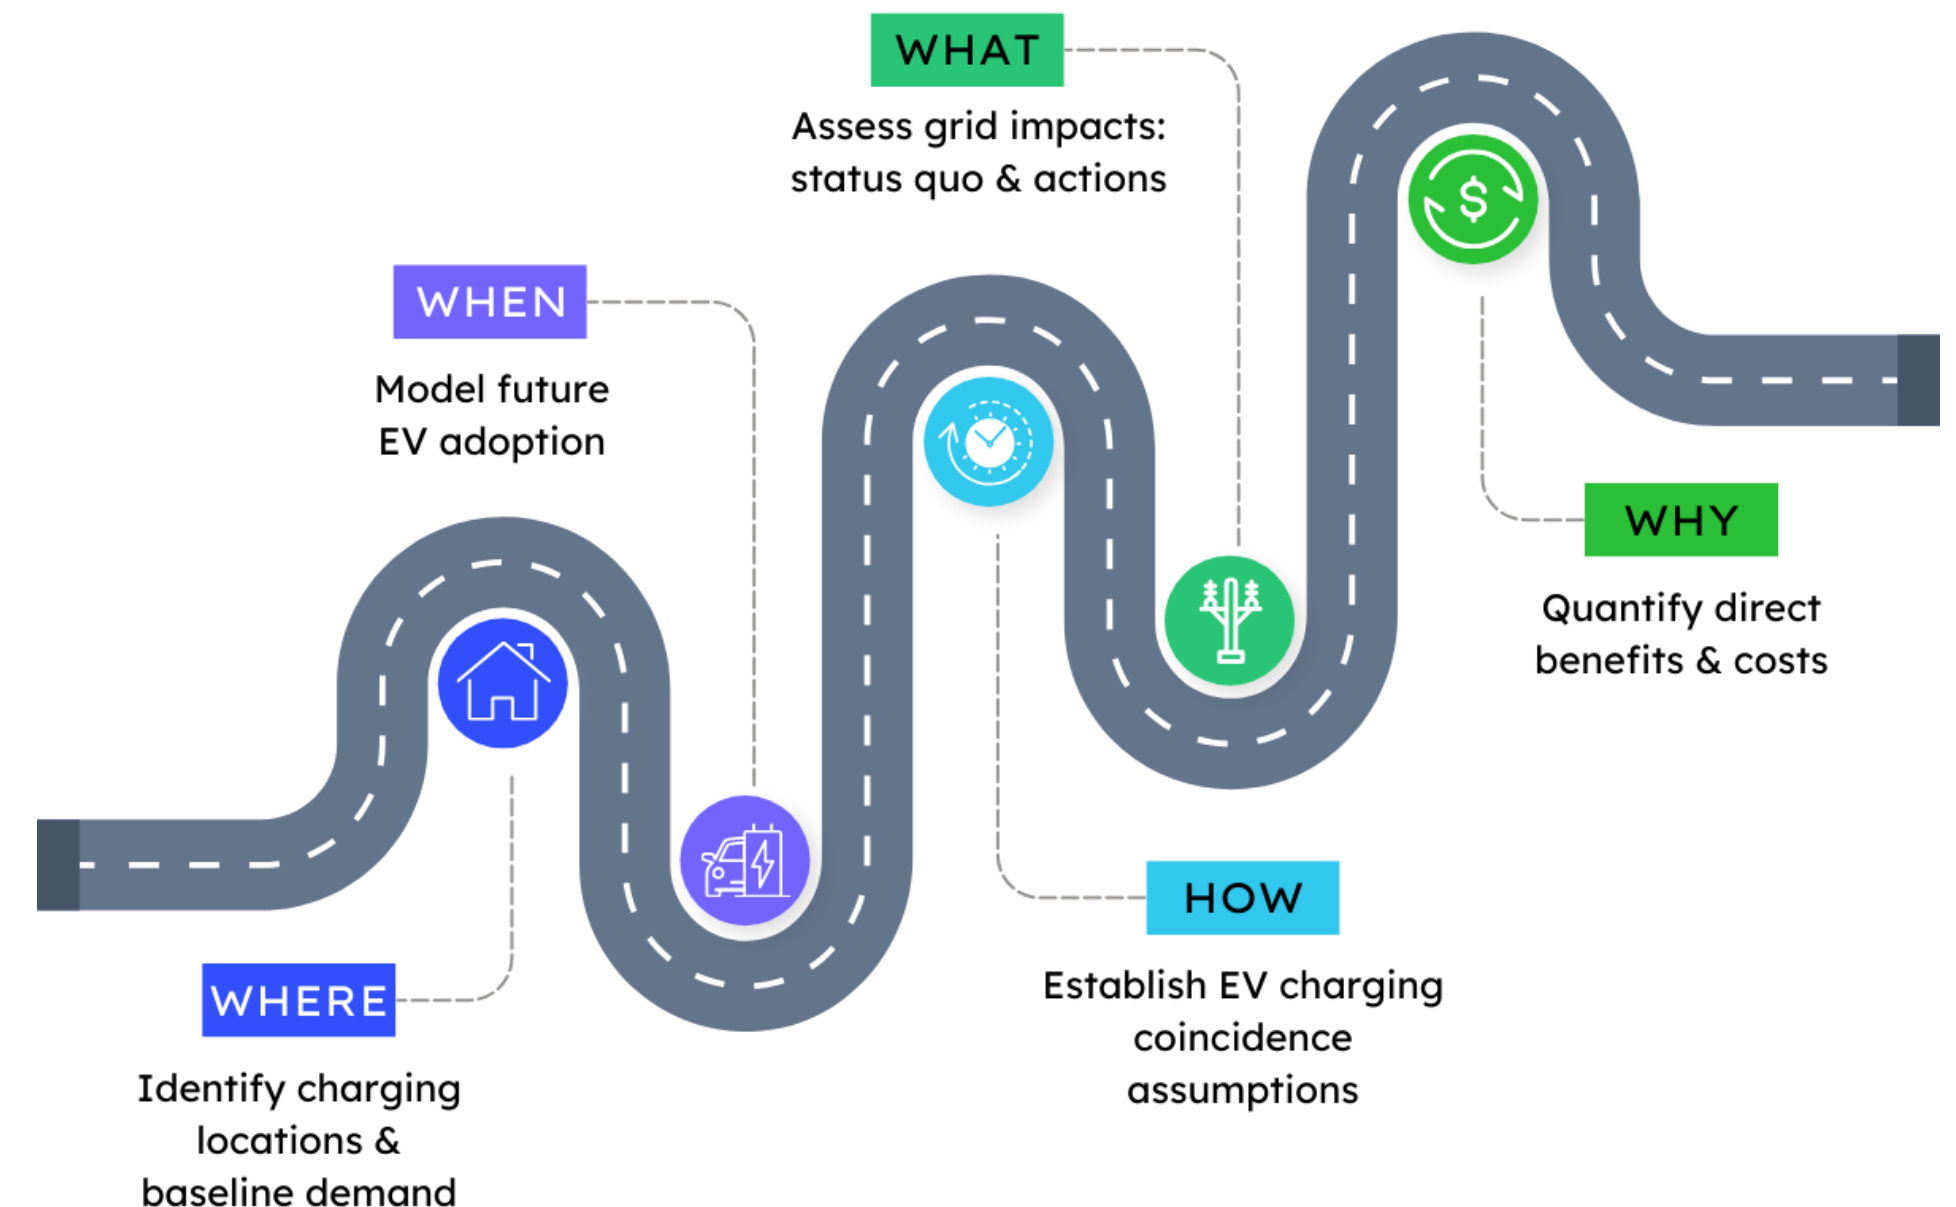 WHERE
Identify charging
locations &
baseline demand
WHEN
Model future
EV adoption
HOW
Establish EV charging
coincidence
assumptions
WHAT
Assess grid impacts:
status quo & actions
$
WHY
Quantify direct
benefits & costs